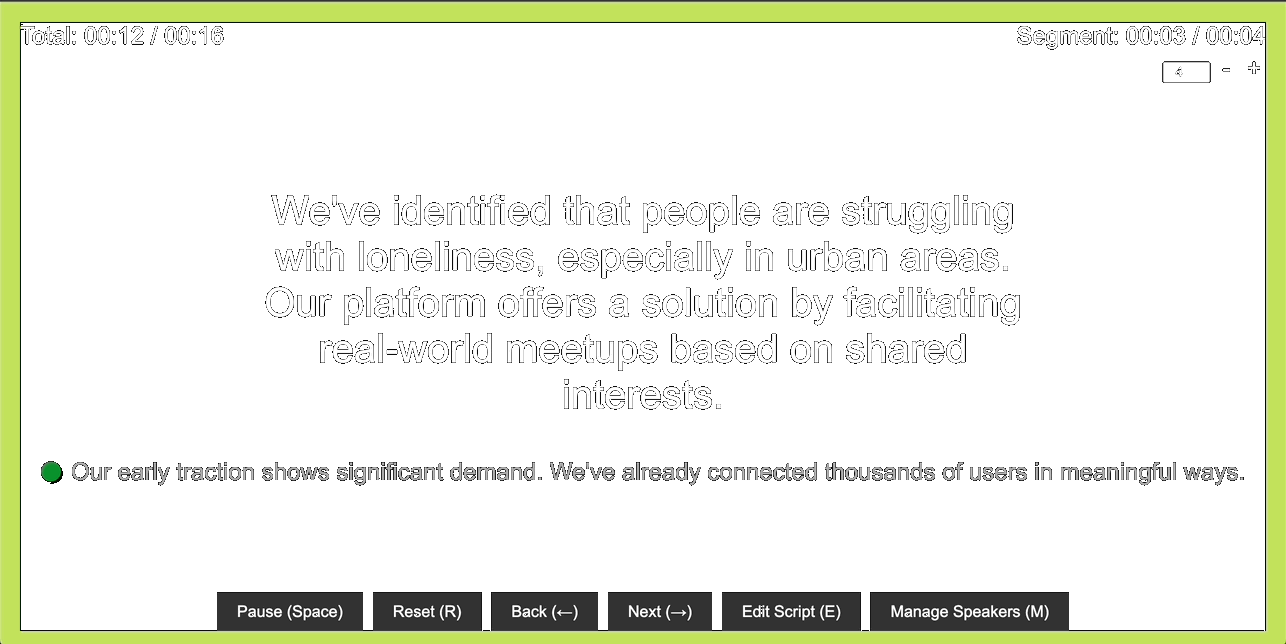 Total: 00:12 / 00:16
Segment: 00:03 / 00:04
4 - +
We've identified that people are struggling
with loneliness, especially in urban areas.
Our platform offers a solution by facilitating
real-world meetups based on shared
interests.
Our early traction shows significant demand. We've already connected thousands of users in meaningful ways.
Pause (Space) Reset (R) Back (←) Next (→) Edit Script (E) Manage Speakers (M)